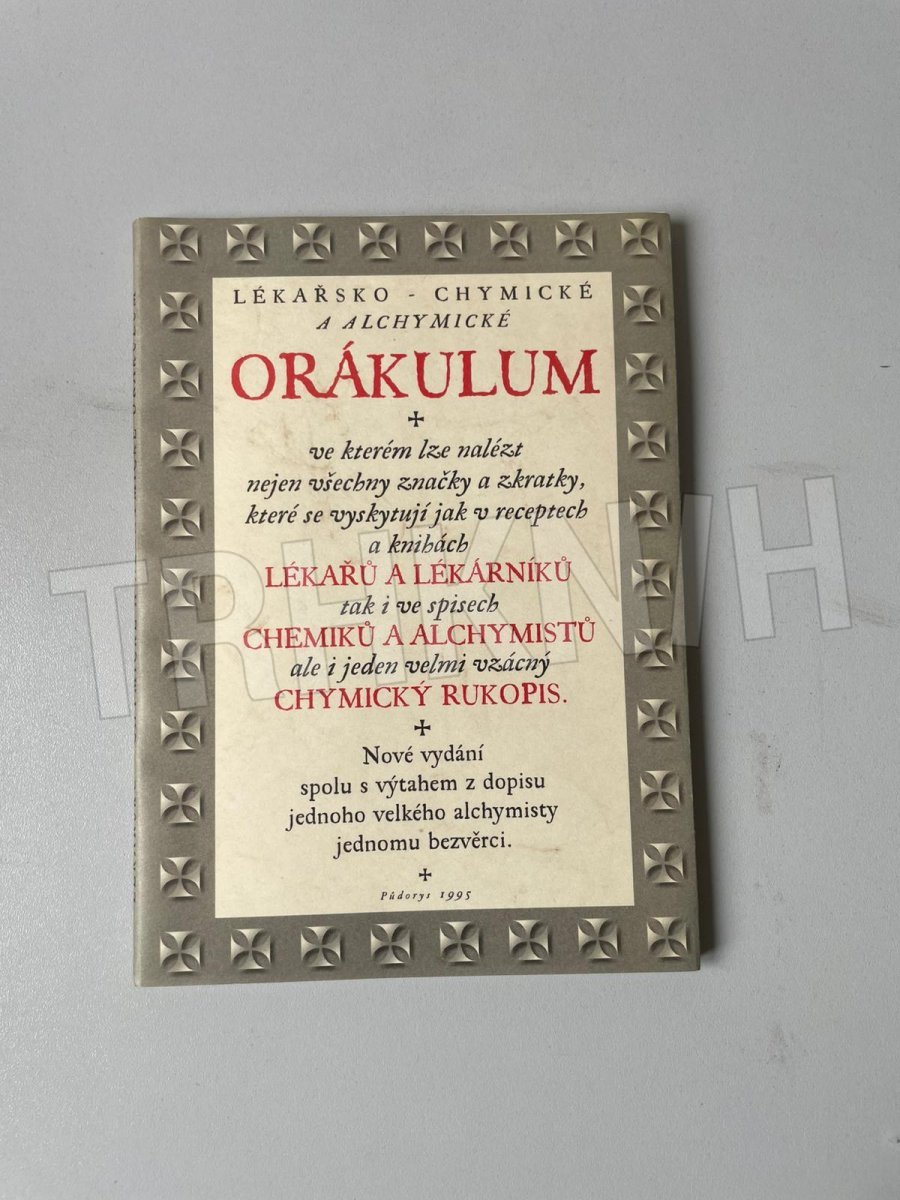 LÉKAŘSKO - CHYMICKÉ
A ALCHYMICKÉ
ORÁKULUM
ve kterém lze nalézt
nejen všechny značky a zkratky,
které se vyskytují jak v receptech
a knihách
LÉKAŘŮ A LÉKÁRNÍKŮ
tak i ve spisech
CHEMIKŮ A ALCHYMISTŮ
ale i jeden velmi vzácný
CHYMICKÝ RUKOPIS.
Nové vydání
spolu s výtahem z dopisu
jednoho velkého alchymisty
jednomu bezvěrci.
Půdorys 1995
TRHKNIH